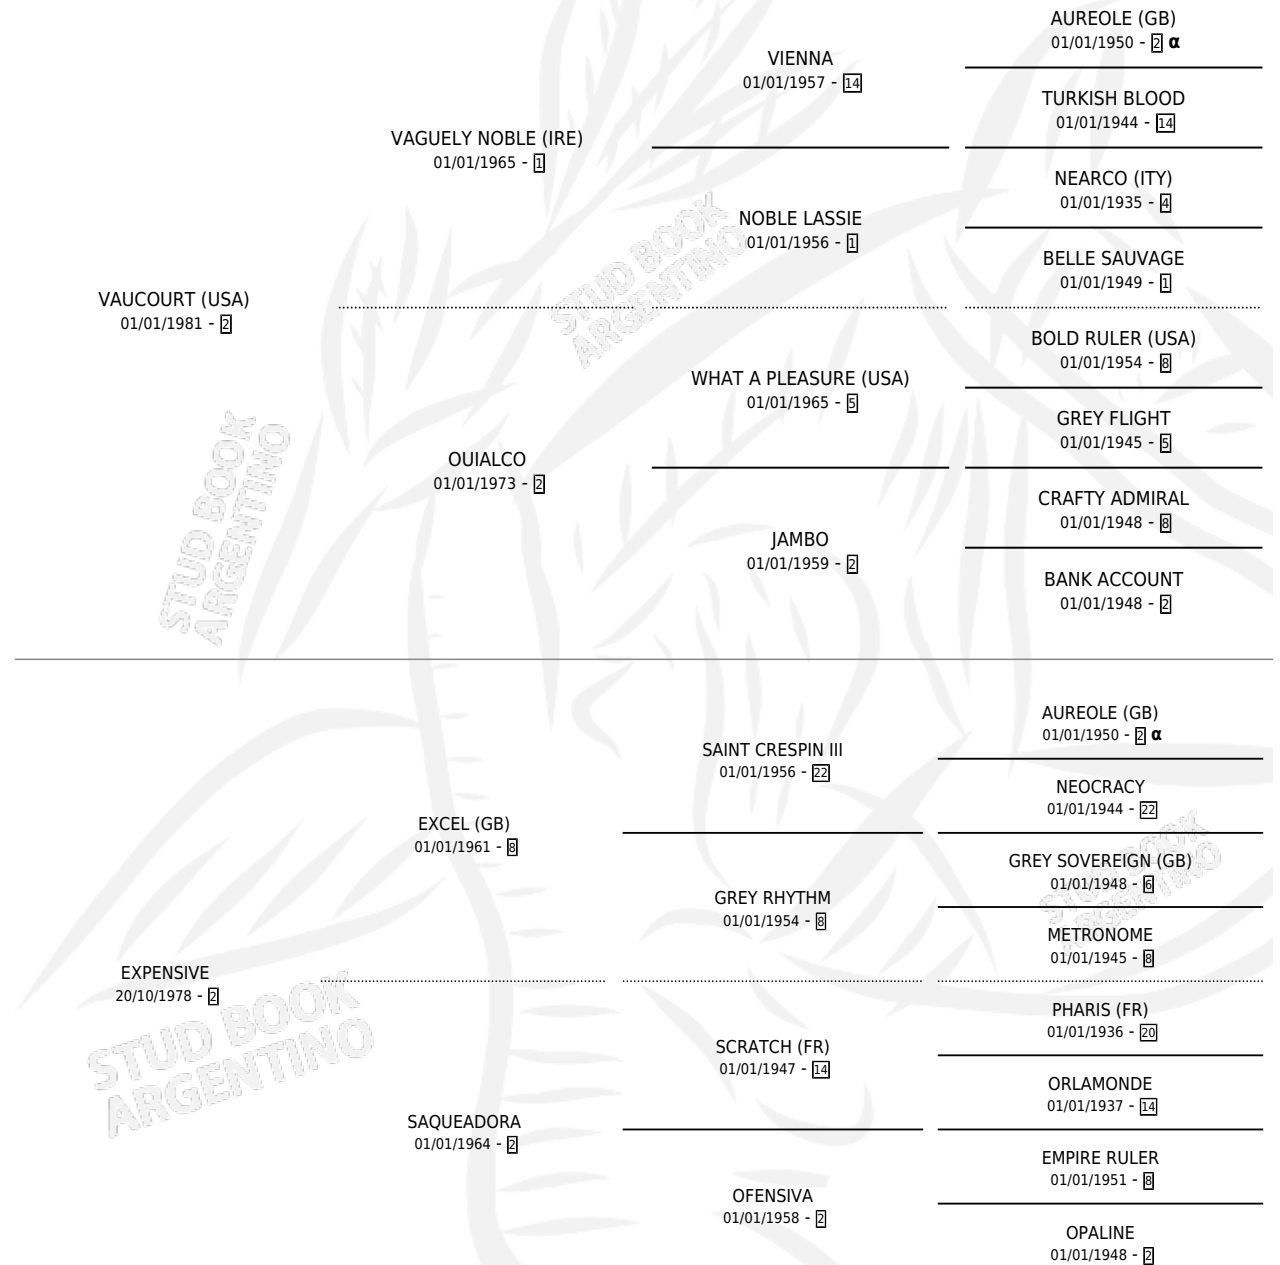 AUREOLE (GB)
01/01/1950 - 2 α
VIENNA
01/01/1957 - 14
TURKISH BLOOD
01/01/1944 - 14
VAGUELY NOBLE (IRE)
01/01/1965 - 1
NEARCO (ITY)
01/01/1935 - 4
NOBLE LASSIE
01/01/1956 - 1
BELLE SAUVAGE
01/01/1949 - 1
VAUCOURT (USA)
01/01/1981 - 2
BOLD RULER (USA)
01/01/1954 - 8
WHAT A PLEASURE (USA)
01/01/1965 - 5
GREY FLIGHT
01/01/1945 - 5
OUIALCO
01/01/1973 - 2
CRAFTY ADMIRAL
01/01/1948 - 8
JAMBO
01/01/1959 - 2
BANK ACCOUNT
01/01/1948 - 2
AUREOLE (GB)
01/01/1950 - 2 α
SAINT CRESPIN III
01/01/1956 - 22
NEOCRACY
01/01/1944 - 22
EXCEL (GB)
01/01/1961 - 8
GREY SOVEREIGN (GB)
01/01/1948 - 6
GREY RHYTHM
01/01/1954 - 8
METRONOME
01/01/1945 - 8
EXPENSIVE
20/10/1978 - 2
PHARIS (FR)
01/01/1936 - 20
SCRATCH (FR)
01/01/1947 - 14
ORLAMONDE
01/01/1937 - 14
SAQUEADORA
01/01/1964 - 2
EMPIRE RULER
01/01/1951 - 8
OFENSIVA
01/01/1958 - 2
OPALINE
01/01/1948 - 2
STUD BOOK
ARGENTINO
STUD BOOK
ARGENTINO
STUD BOOK
ARGENTINO
STUD BOOK
ARGENTINO